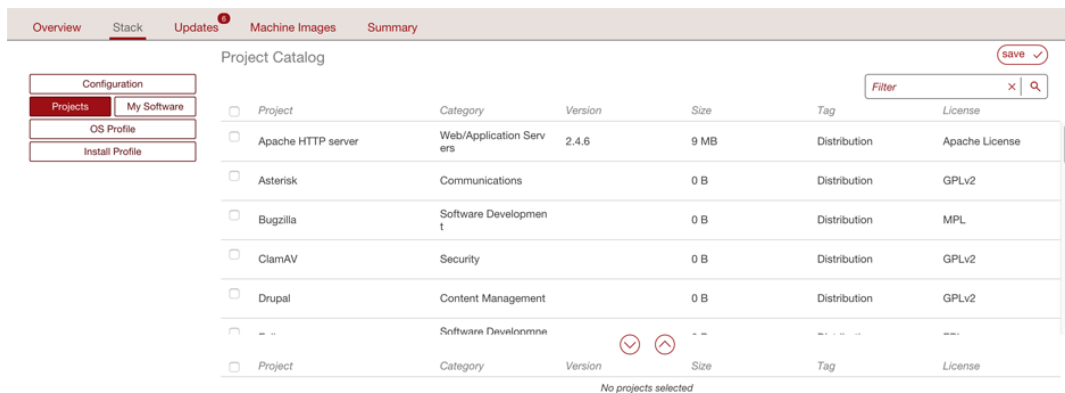 Overview Stack Updates 6 Machine Images Summary
Project Catalog
save
Configuration
Projects My Software
OS Profile
Install Profile
Filter
Project Category Version Size Tag License
Apache HTTP server Web/Application Serv
ers 2.4.6 9 MB Distribution Apache License
Asterisk Communications 0 B Distribution GPLv2
Bugzilla Software Developmen
t 0 B Distribution MPL
ClamAV Security 0 B Distribution GPLv2
Drupal Content Management 0 B Distribution GPLv2
Software Developmne
Project Category Version Size Tag License
No projects selected